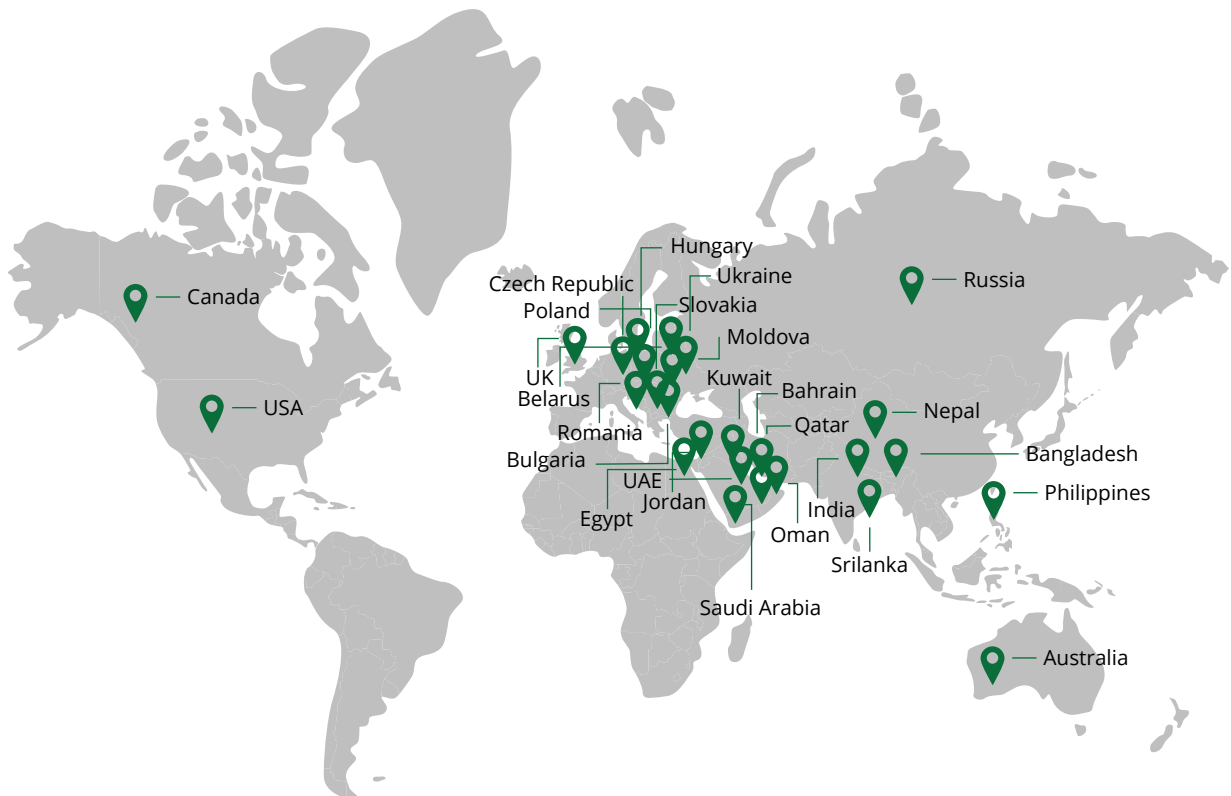 Hungary
Ukraine
Czech Republic
Slovakia
Poland
Russia
Canada
Moldova
UK
Belarus
Kuwait
Bahrain
USA
Nepal
Qatar
Romania
Bulgaria
Bangladesh
UAE
Jordan
Philippines
India
Egypt
Oman
Srilanka
Saudi Arabia
Australia